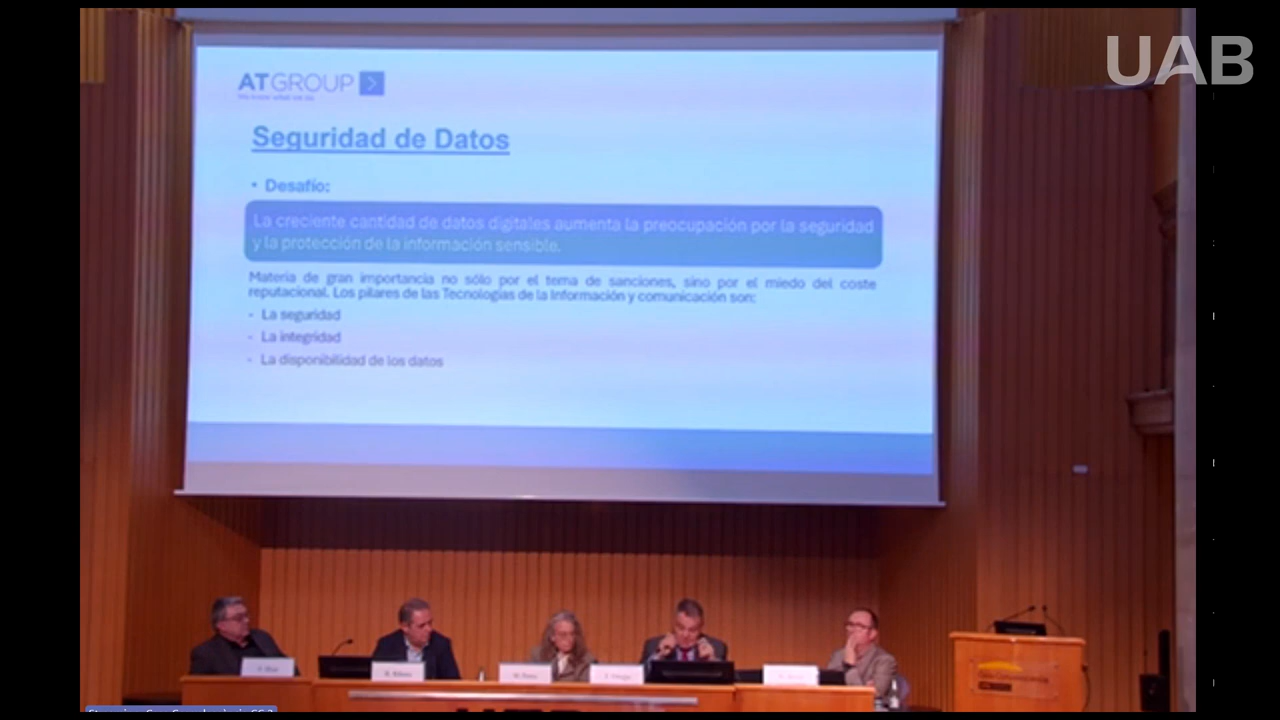 UAB
ATGROUP
Seguridad de Datos
• Desafío:
La creciente cantidad de datos digitales aumenta la preocupación por la seguridad
y la protección de la información sensible.
Materia de gran importancia no sólo por el tema de sanciones, sino por el miedo del coste
reputacional. Los pilares de las Tecnologías de la Información y comunicación son:
- La seguridad
- La integridad
- La disponibilidad de los datos